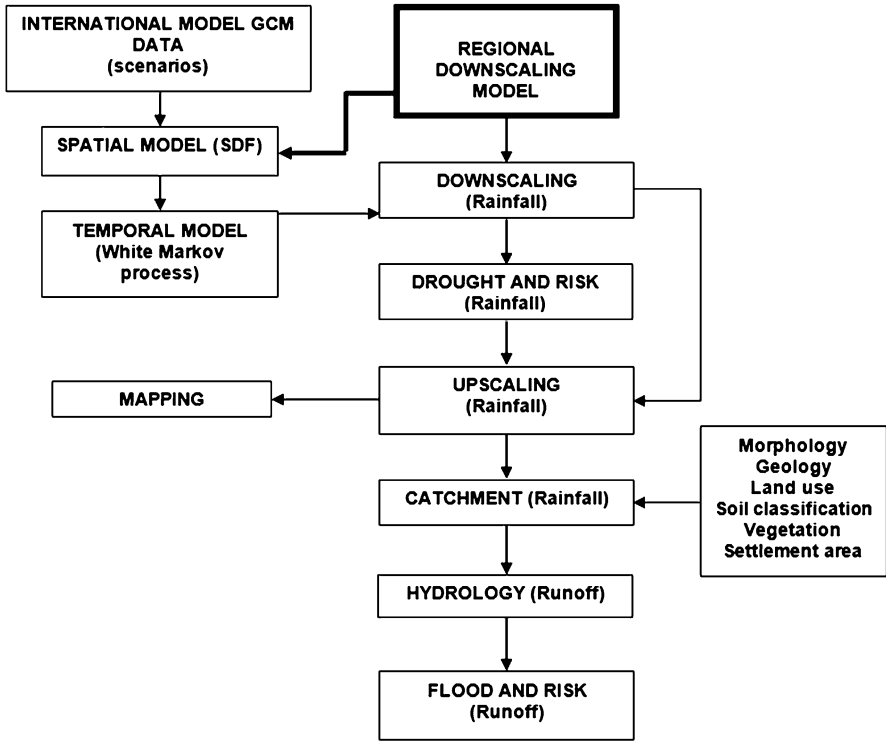 INTERNATIONAL MODEL GCM
DATA
(scenarios)
REGIONAL
DOWNSCALING
MODEL
SPATIAL MODEL (SDF)
DOWNSCALING
(Rainfall)
TEMPORAL MODEL
(White Markov
process)
DROUGHT AND RISK
(Rainfall)
UPSCALING
(Rainfall)
MAPPING
Morphology
Geology
Land use
Soil classification
Vegetation
Settlement area
CATCHMENT (Rainfall)
HYDROLOGY (Runoff)
FLOOD AND RISK
(Runoff)